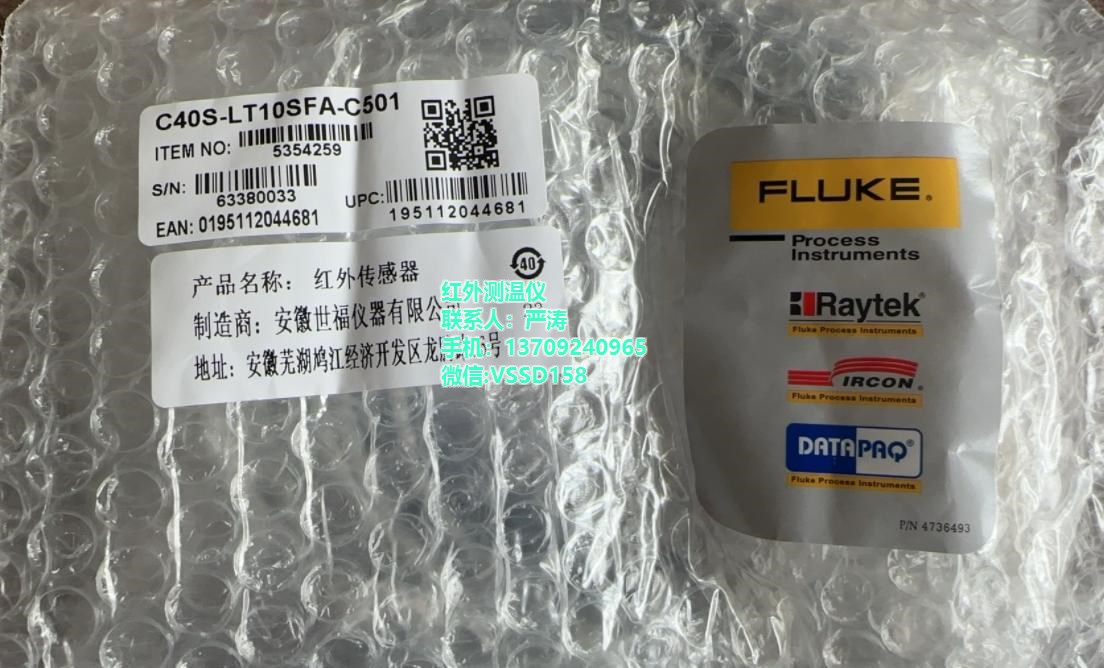 C40S-LT10SFA-C501
ITEM NO:
5354259
S/N:
63380033
UPC:
195112044681
EAN: 0195112044681
产品名称： 红外传感器
40
制造商：安徽世福仪器有限公
地址：安徽芜湖鸠江经济开发区龙
号
红外测温仪
联系人：严涛
手机：13709240965
微信:VSSD158
FLUKE®
Process
Instruments
Raytek®
Fluke Process Instruments
IRCON®
Fluke Process Instruments
DATAPAQ®
Fluke Process Instruments
P/N 4736493